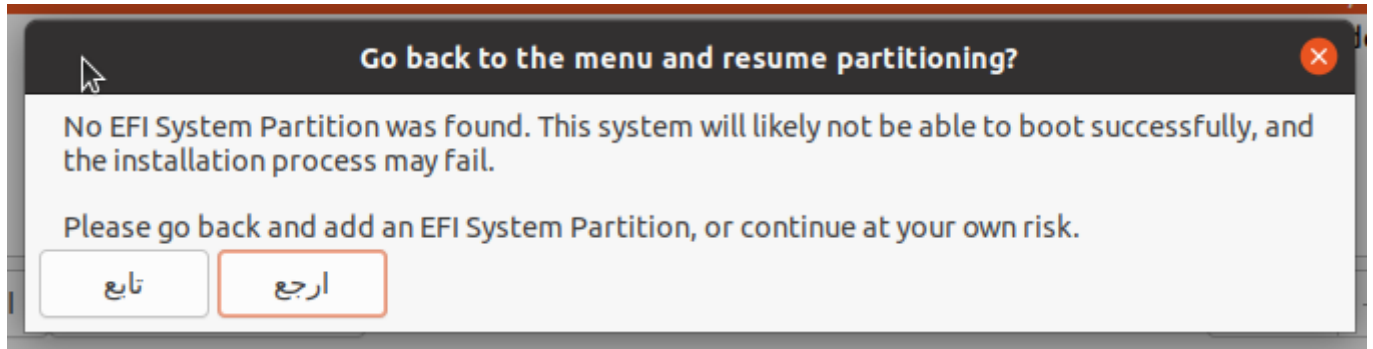 Go back to the menu and resume partitioning?
No EFI System Partition was found. This system will likely not be able to boot successfully, and
the installation process may fail.
Please go back and add an EFI System Partition, or continue at your own risk.
تابع
ارجع